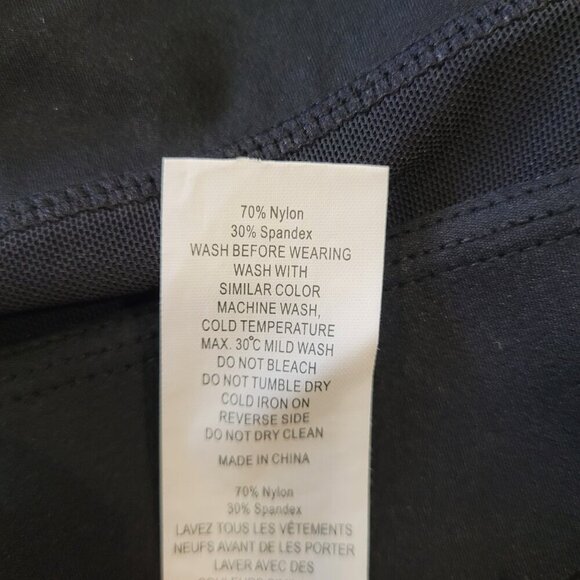 70% Nylon
30% Spandex
WASH BEFORE WEARING
WASH WITH
SIMILAR COLOR
MACHINE WASH,
COLD TEMPERATURE
MAX. 30°C MILD WASH
DO NOT BLEACH
DO NOT TUMBLE DRY
COLD IRON ON
REVERSE SIDE
DO NOT DRY CLEAN
MADE IN CHINA
70% Nylon
30% Spandex
LAVEZ TOUS LES VÊTEMENTS
NEUFS AVANT DE LES PORTER
LAVER AVEC DES